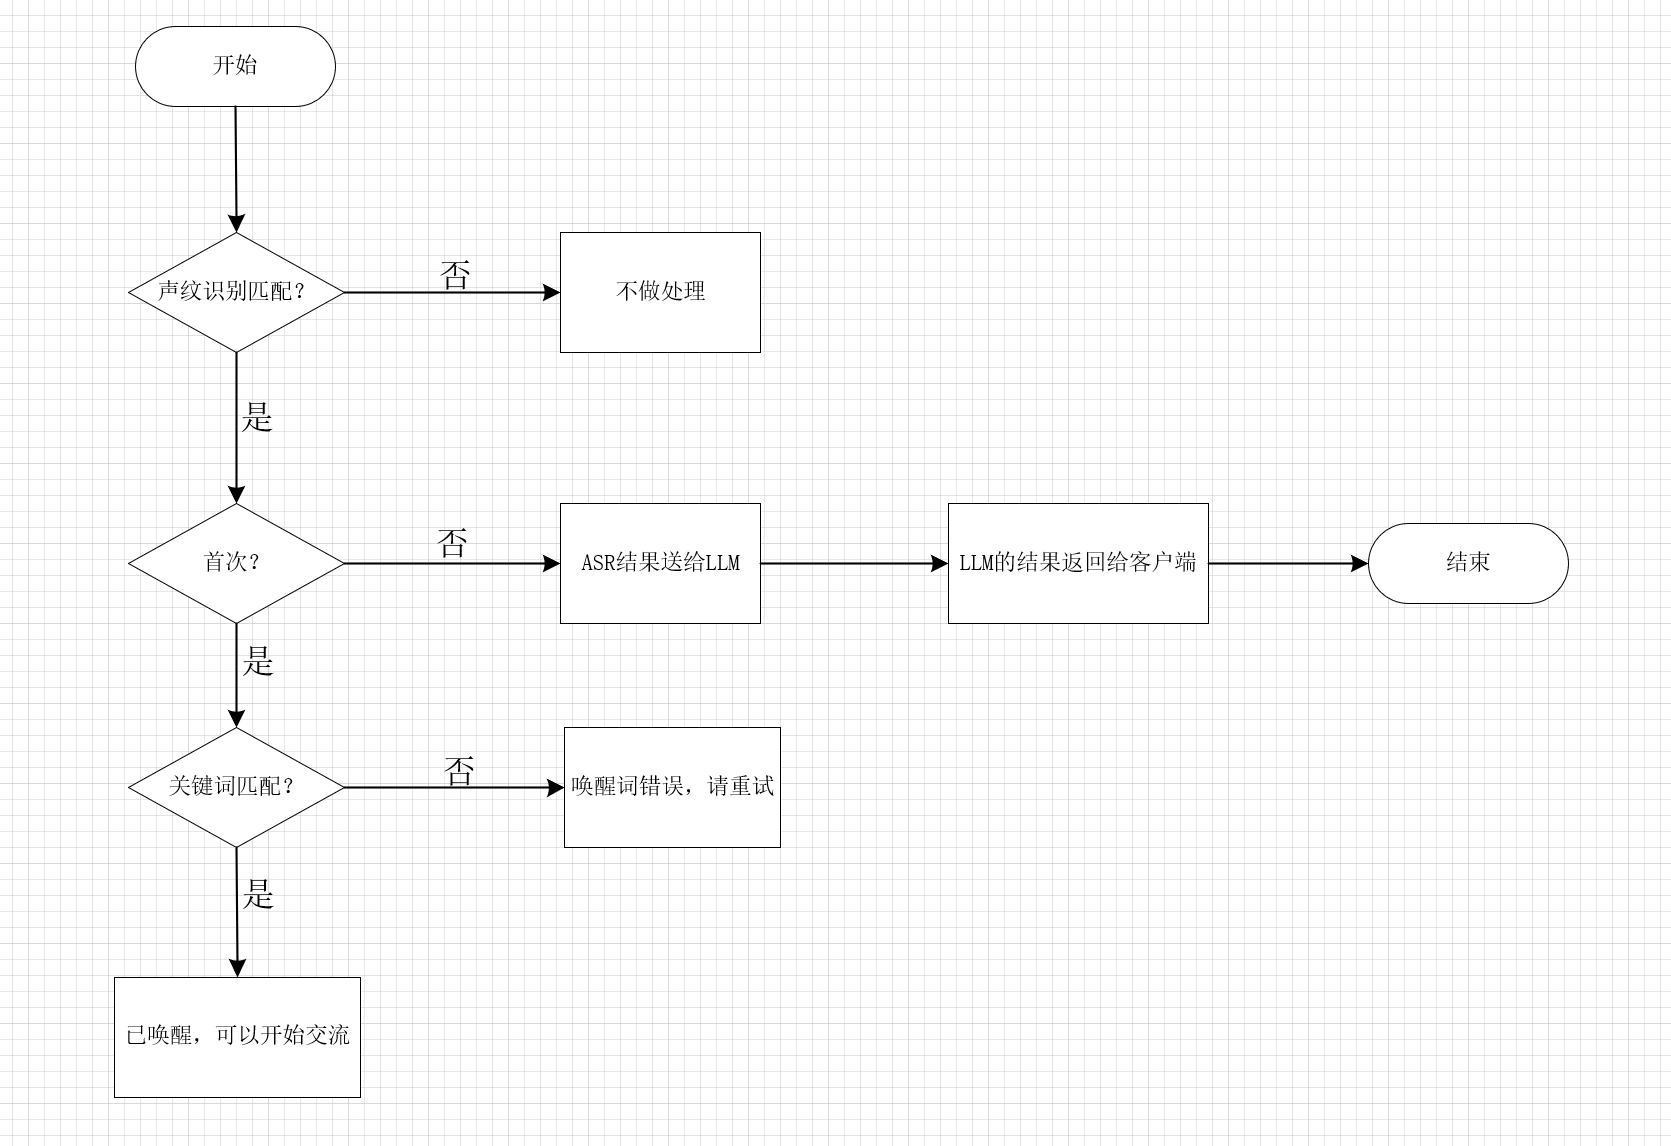 开始
声纹识别匹配？
否
不做处理
是
首次？
否
ASR结果送给LLM
LLM的结果返回给客户端
结束
是
关键词匹配？
否
唤醒词错误，请重试
是
已唤醒，可以开始交流